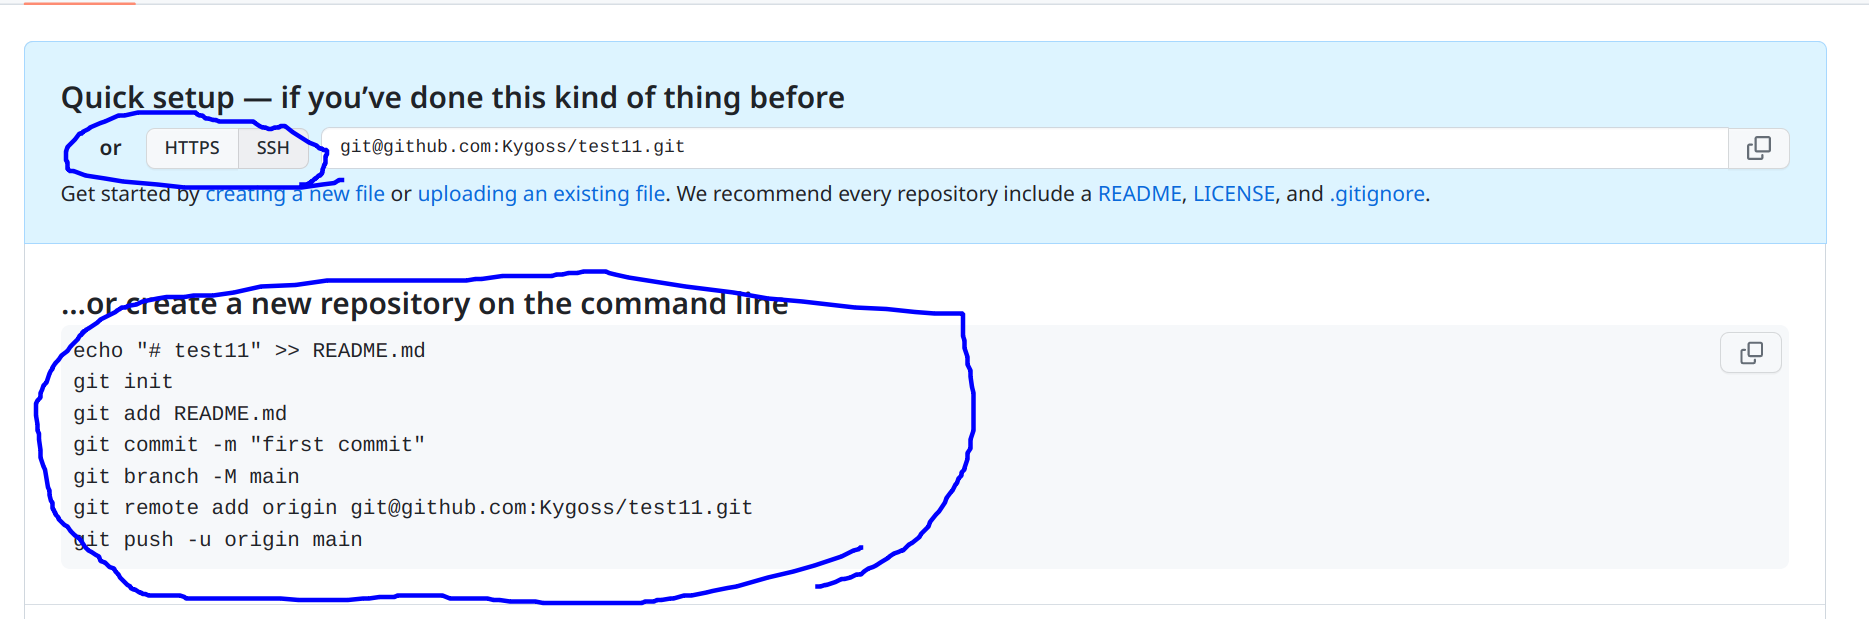 Quick setup — if you’ve done this kind of thing before
or HTTPS SSH git@github.com:Kygoss/test11.git
Get started by creating a new file or uploading an existing file. We recommend every repository include a README, LICENSE, and .gitignore.
…or create a new repository on the command line
echo "# test11" >> README.md
git init
git add README.md
git commit -m "first commit"
git branch -M main
git remote add origin git@github.com:Kygoss/test11.git
git push -u origin main